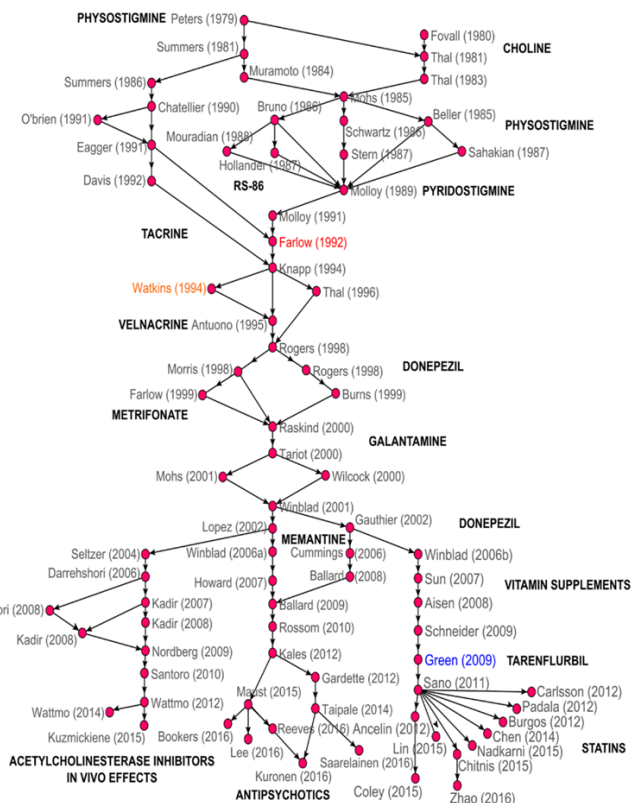 PHYSOSTIGMINE Peters (1979)
Fovall (1980)
Summers (1981)
CHOLINE
Thal (1981)
Muramoto (1984)
Summers (1986)
Thal (1983)
Mohs (1985)
Chatellier (1990)
Bruno (1986)
Beller (1985)
O'brien (1991)
Schwartz (1986)
PHYSOSTIGMINE
Mouradian (1988)
Eagger (1991)
Stern (1987)
Sahakian (1987)
Hollander (1987)
Davis (1992)
RS-86
Molloy (1989)
PYRIDOSTIGMINE
Molloy (1991)
TACRINE
Farlow (1992)
Knapp (1994)
Watkins (1994)
Thal (1996)
VELNACRINE Antuono (1995)
Rogers (1998)
Morris (1998)
Rogers (1998)
DONEPEZIL
Farlow (1999)
Burns (1999)
METRIFONATE
Raskind (2000)
GALANTAMINE
Tariot (2000)
Mohs (2001)
Wilcock (2000)
Winblad (2001)
Gauthier (2002)
Lopez (2002)
DONEPEZIL
MEMANTINE
Seltzer (2004)
Winblad (2006a)
Cummings (2006)
Winblad (2006b)
Darrehshori (2006)
Howard (2007)
Ballard (2008)
Sun (2007)
VITAMIN SUPPLEMENTS
ori (2008)
Kadir (2007)
Ballard (2009)
Aisen (2008)
Kadir (2008)
Rossom (2010)
Schneider (2009)
Kadir (2008)
Nordberg (2009)
Kales (2012)
Green (2009)
TARENFLURBIL
Santoro (2010)
Gardette (2012)
Sano (2011)
Carlsson (2012)
Maust (2015)
Wattmo (2012)
Padala (2012)
Wattmo (2014)
Taipale (2014)
Burgos (2012)
Kuzmickiene (2015)
Bookers (2016)
Reeves (2016)
Ancelin (2012)
Chen (2014)
Lee (2016)
Lin (2015)
Nadkarni (2015)
STATINS
ACETYLCHOLINESTERASE INHIBITORS
IN VIVO EFFECTS
Saarelainen (2016)
Chitnis (2015)
Kuronen (2016)
ANTIPSYCHOTICS
Coley (2015)
Zhao (2016)